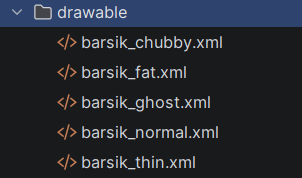 drawable
barsik_chubby.xml
barsik_fat.xml
barsik_ghost.xml
barsik_normal.xml
barsik_thin.xml